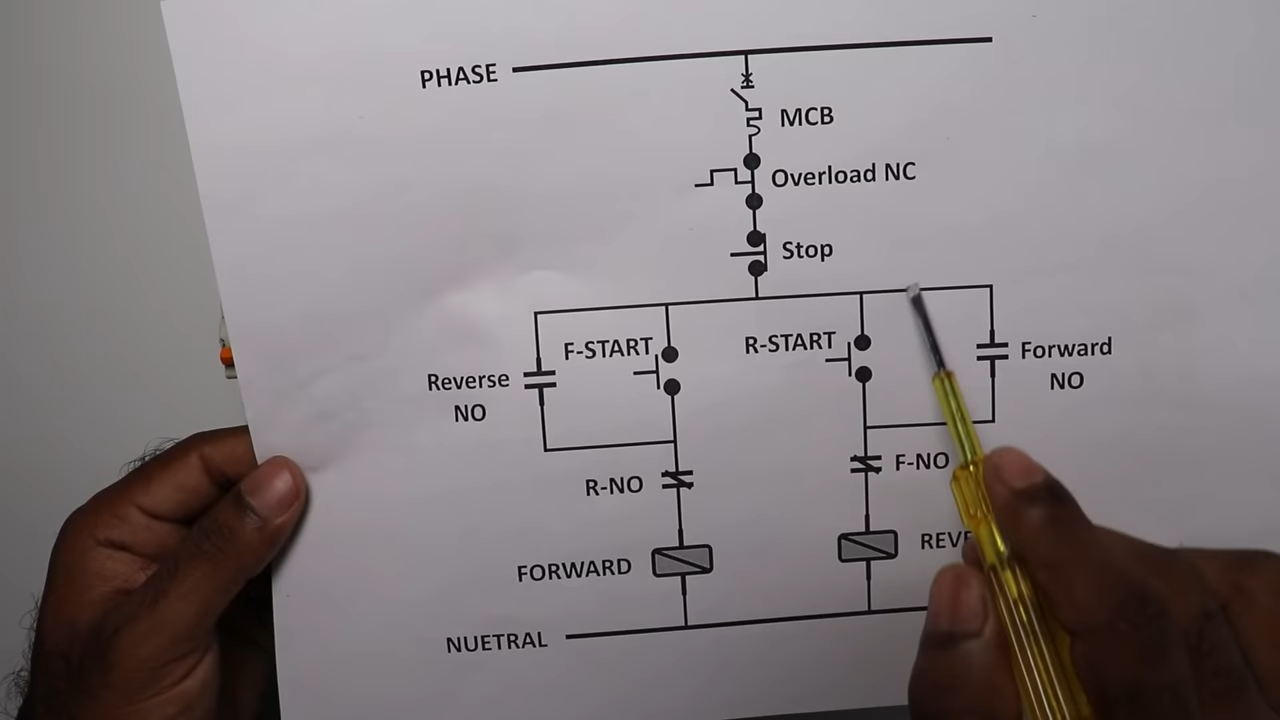 PHASE
MCB
Overload NC
Stop
F-START
R-START
Reverse
NO
Forward
NO
R-NO
F-NO
FORWARD
NUETRAL